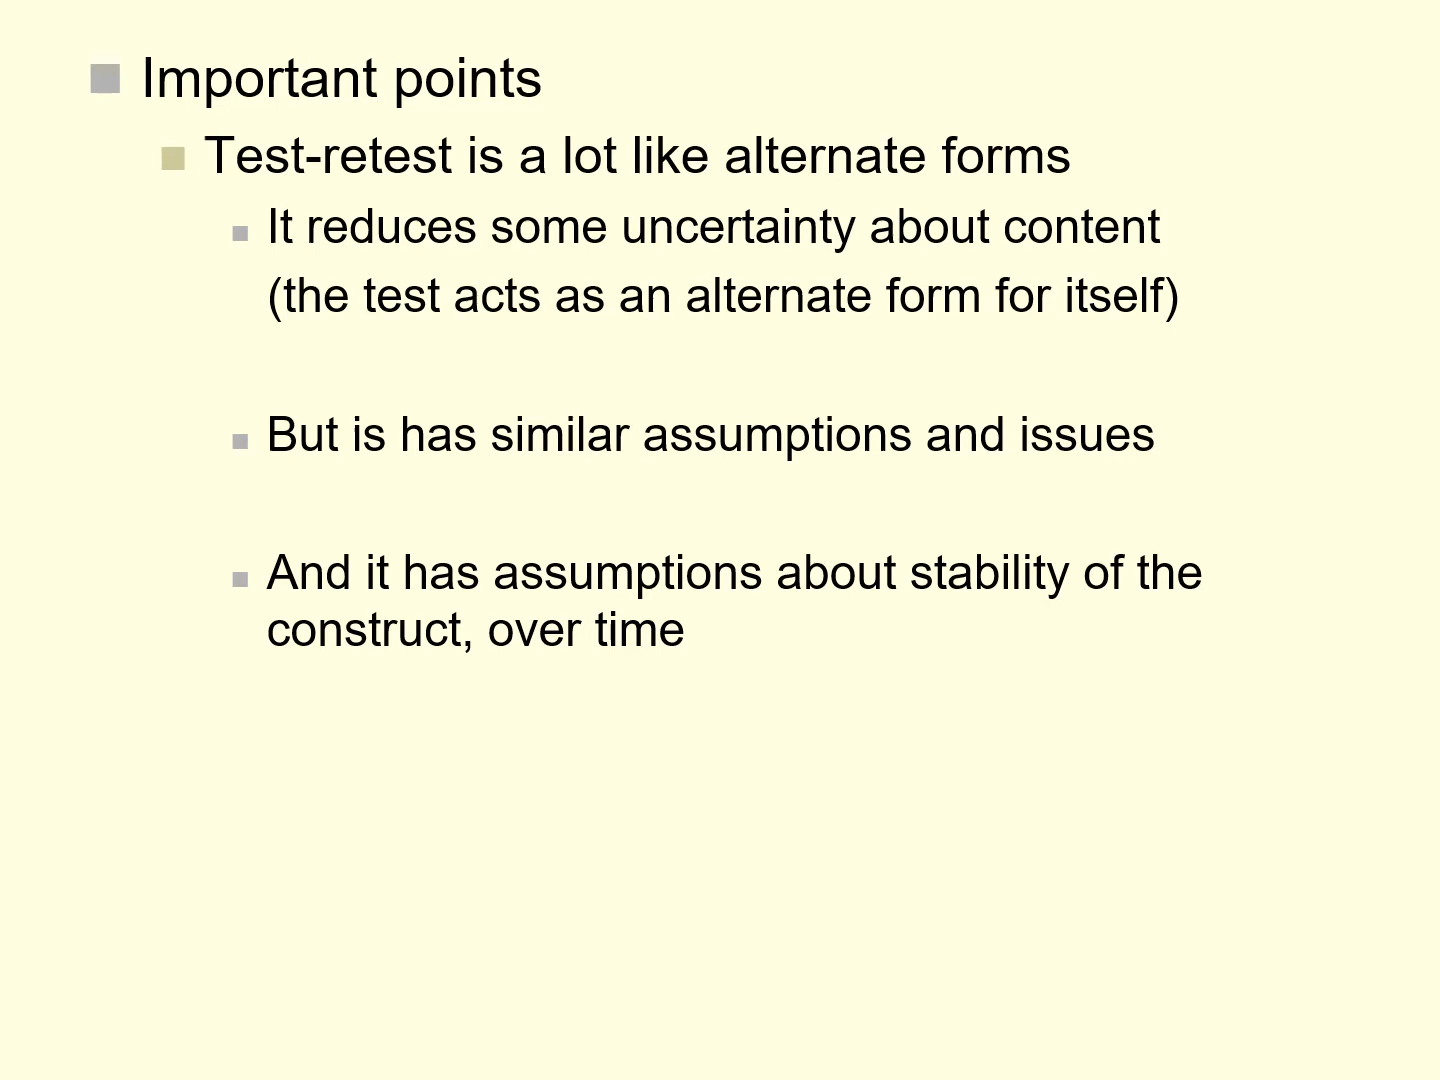 Important points
Test-retest is a lot like alternate forms
It reduces some uncertainty about content
(the test acts as an alternate form for itself)
But is has similar assumptions and issues
And it has assumptions about stability of the
construct, over time